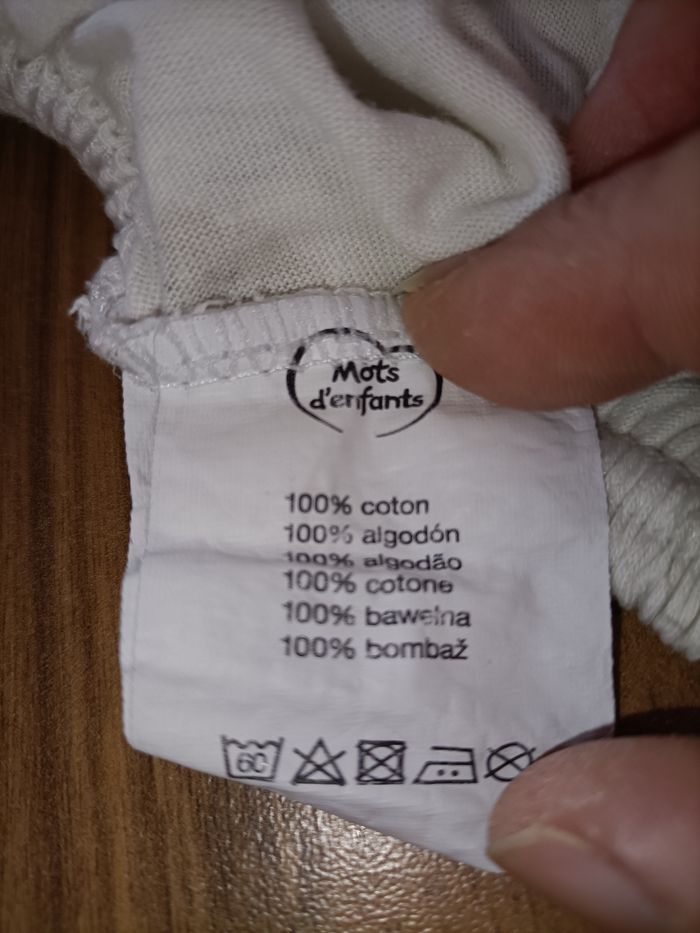 Mots
d'enfants
100% coton
100% algodón
100% algodão
100% cotone
100% bawełna
100% bombaž
60